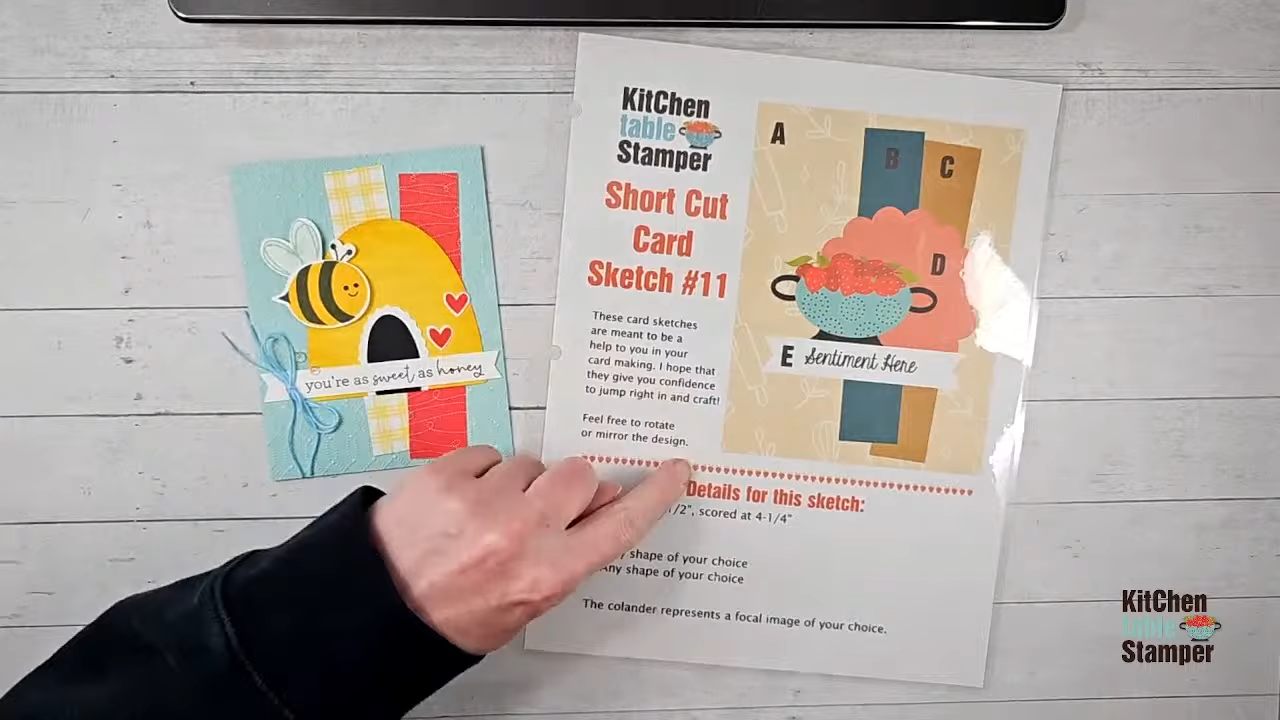 you're as sweet as honey
KitChen
table
Stamper
Short Cut
Card
Sketch #11
These card sketches
are meant to be a
help to you in your
card making. I hope that
they give you confidence
to jump right in and craft!
Feel free to rotate
or mirror the design.
A
B
C
D
E Sentiment Here
Details for this sketch:
1/2", scored at 4-1/4"
shape of your choice
Any shape of your choice
The colander represents a focal image of your choice.
KitChen
table
Stamper